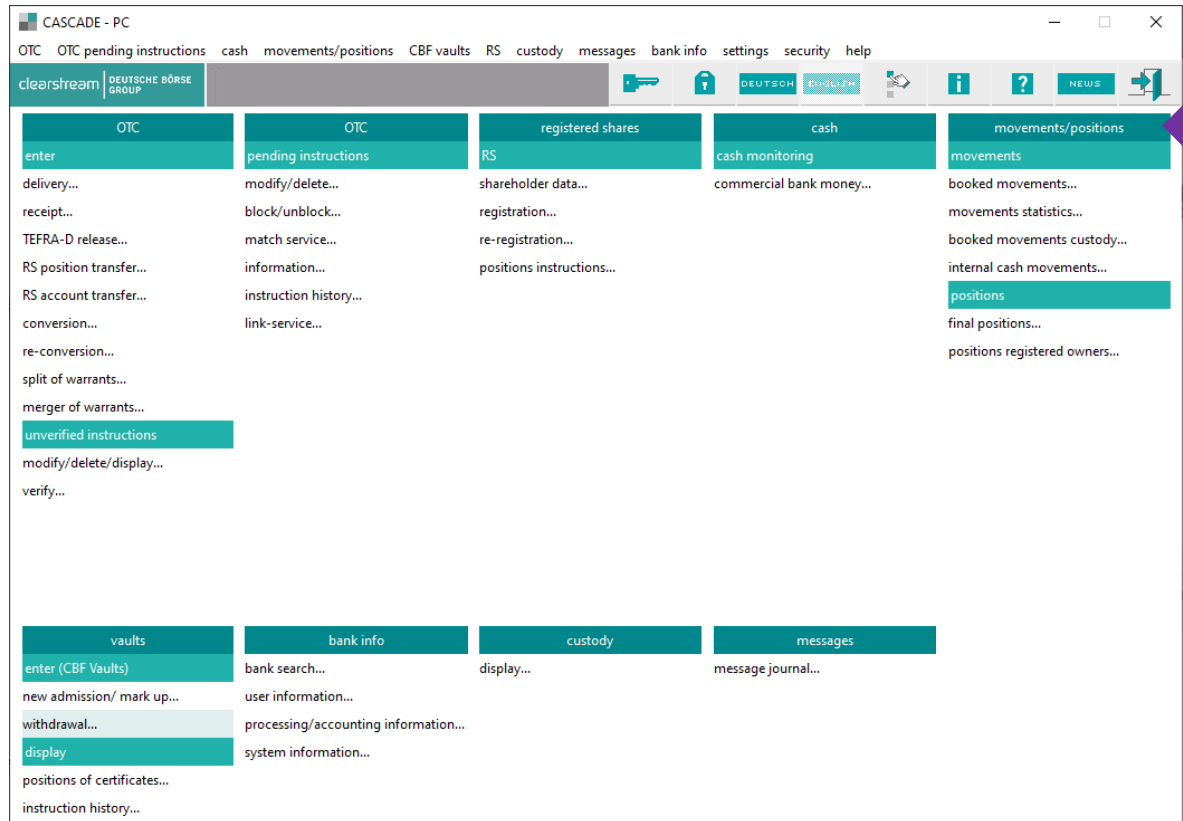 CASCADE - PC
OTC OTC pending instructions cash movements/positions CBF vaults RS custody messages bank info settings security help
clearstream DEUTSCHE BÖRSE GROUP
DEUTSCH ENGLISH i ? NEWS
OTC
enter
delivery...
receipt...
TEFRA-D release...
RS position transfer...
RS account transfer...
conversion...
re-conversion...
split of warrants...
merger of warrants...
unverified instructions
modify/delete/display...
verify...
OTC
pending instructions
modify/delete...
block/unblock...
match service...
information...
instruction history...
link-service...
registered shares
RS
shareholder data...
registration...
re-registration...
positions instructions...
cash
cash monitoring
commercial bank money...
movements/positions
movements
booked movements...
movements statistics...
booked movements custody...
internal cash movements...
positions
final positions...
positions registered owners...
vaults
enter (CBF Vaults)
new admission/ mark up...
withdrawal...
display
positions of certificates...
instruction history...
bank info
bank search...
user information...
processing/accounting information...
system information...
custody
display...
messages
message journal...